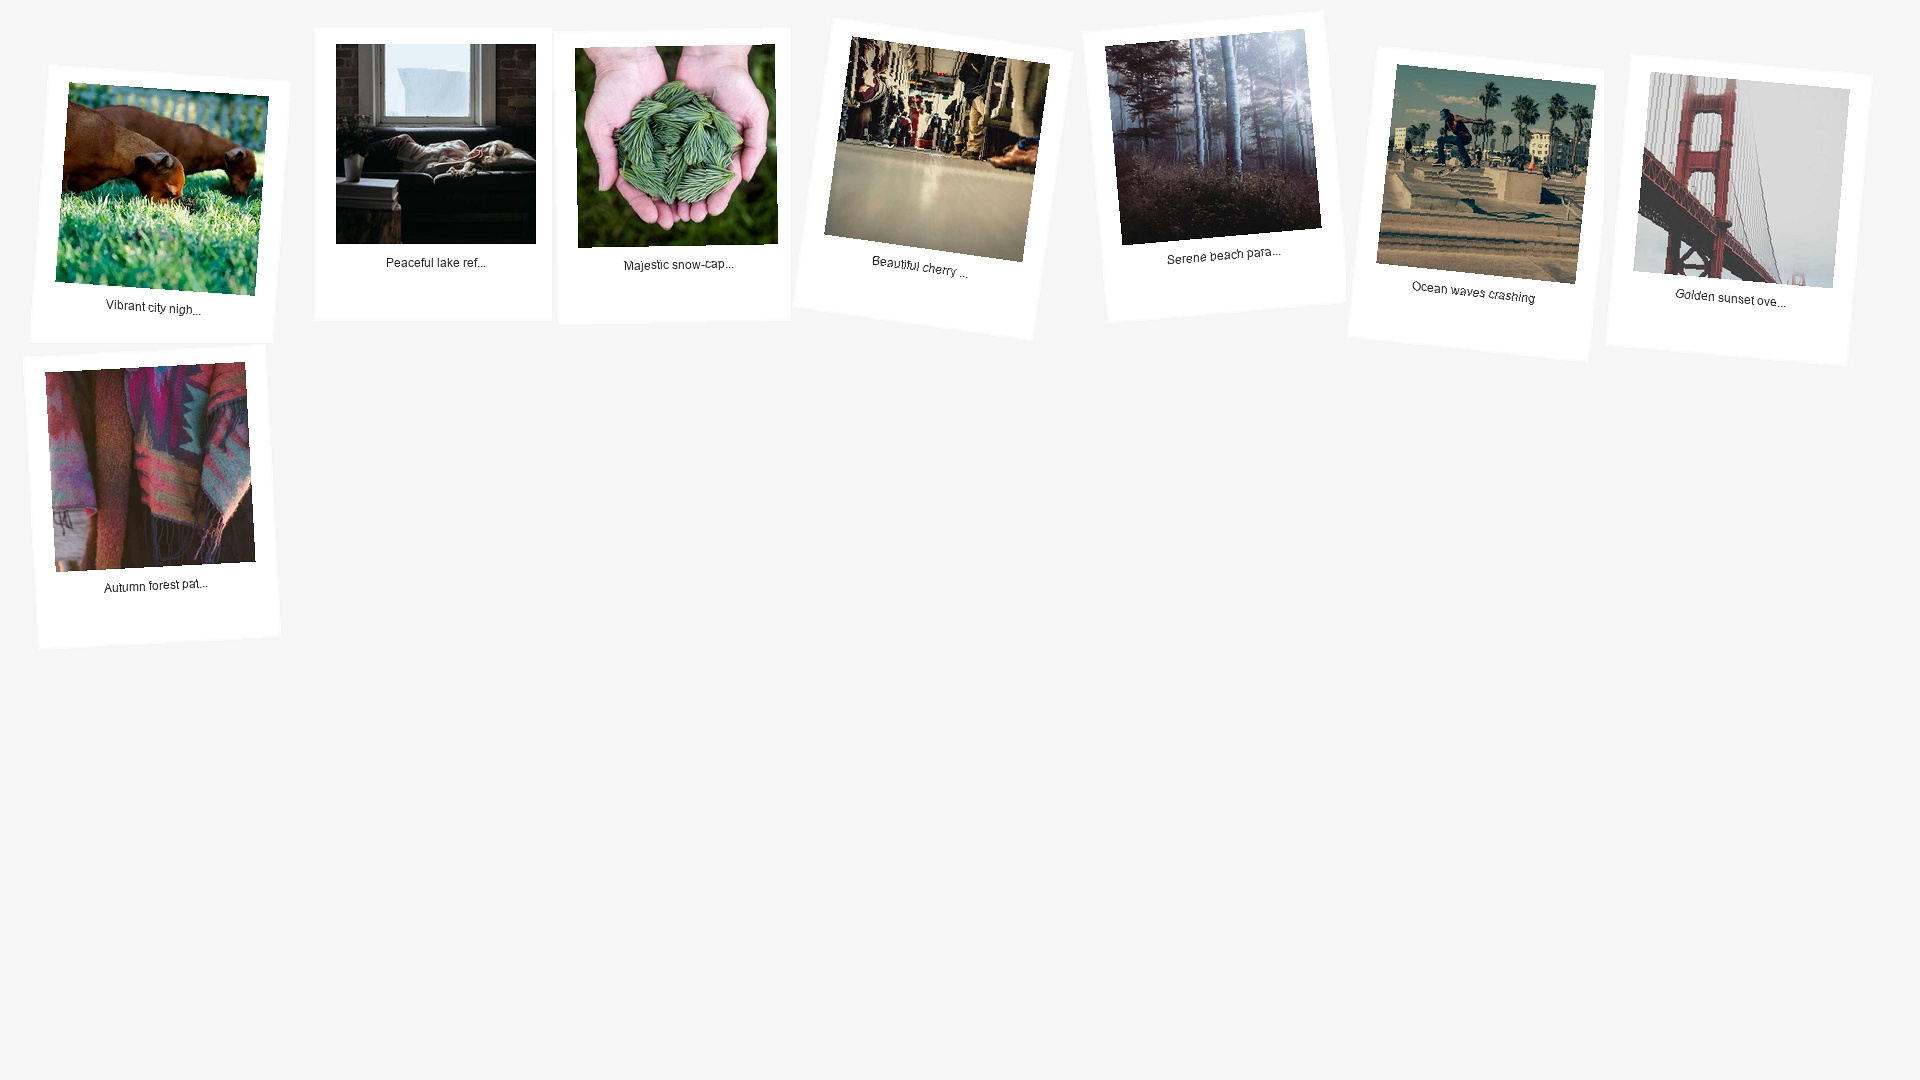 Vibrant city nigh...
Peaceful lake ref...
Majestic snow-cap...
Beautiful cherry ...
Serene beach para...
Ocean waves crashing
Golden sunset ove...
Autumn forest pat...